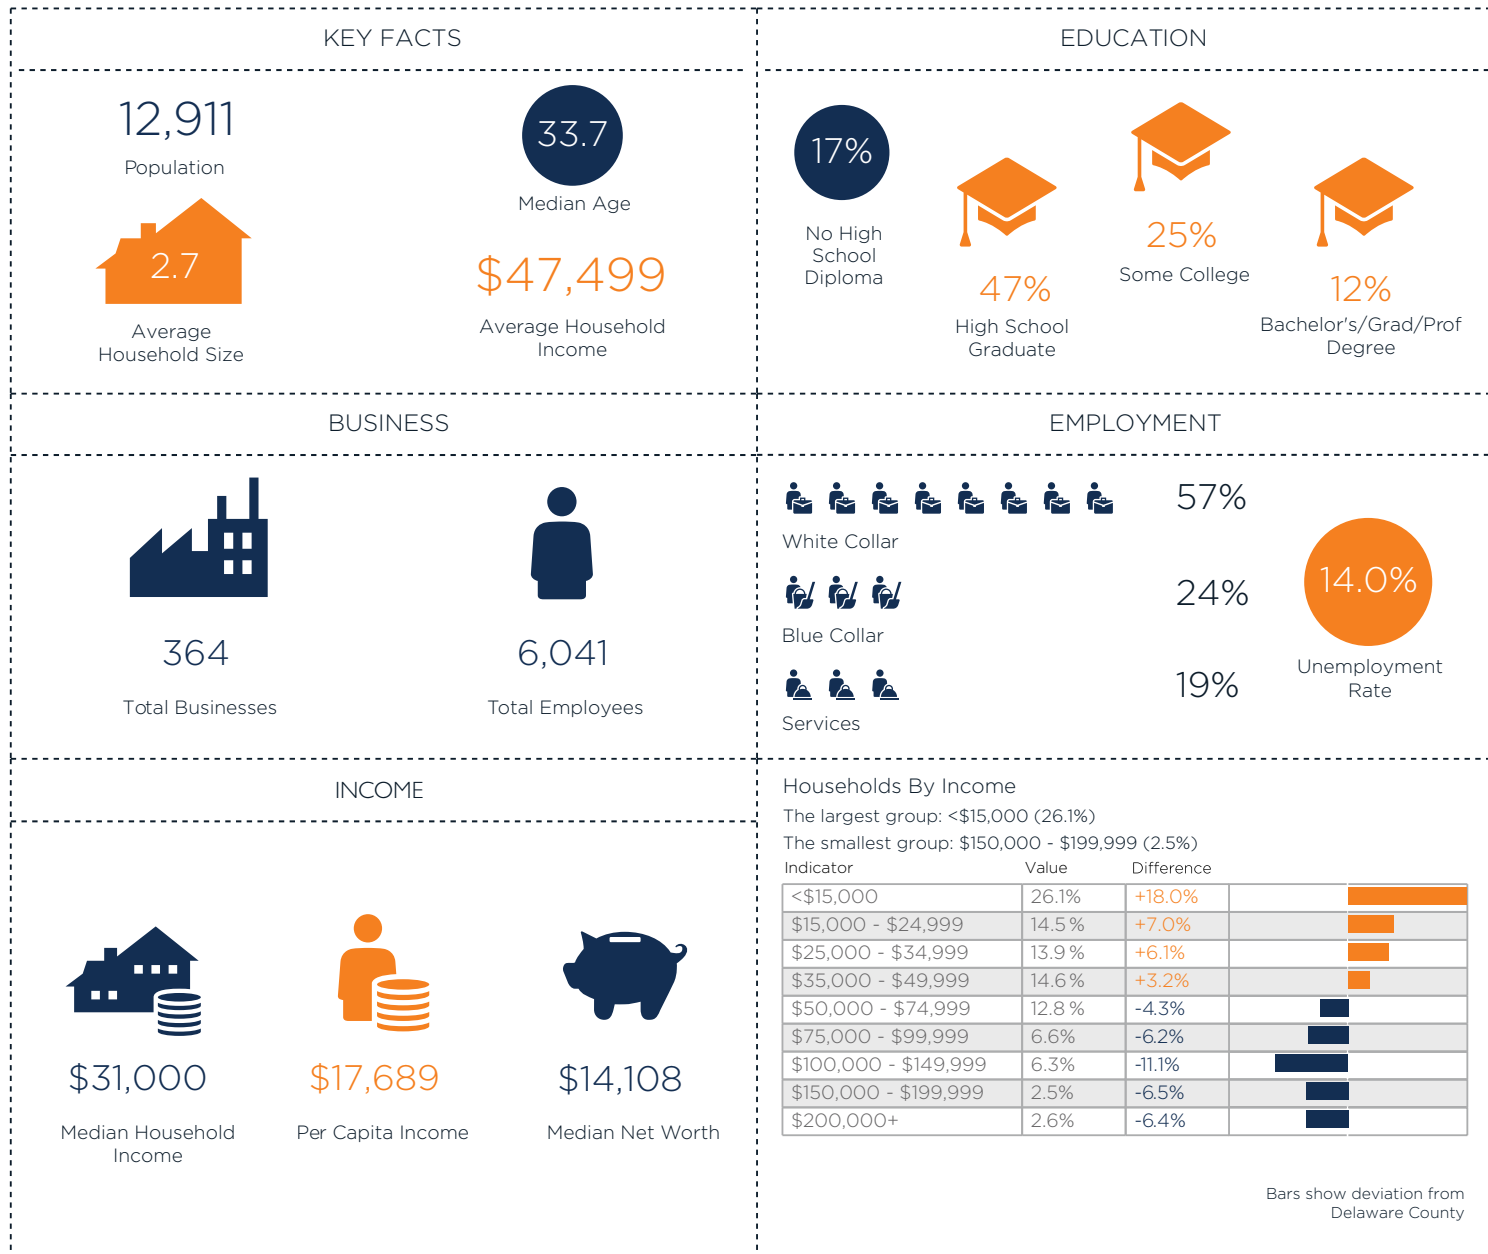 KEY FACTS
12,911
Population
33.7
Median Age
2.7
Average
Household Size
$47,499
Average Household
Income
EDUCATION
17%
No High
School
Diploma
47%
High School
Graduate
25%
Some College
12%
Bachelor's/Grad/Prof
Degree
BUSINESS
364
Total Businesses
6,041
Total Employees
EMPLOYMENT
57%
White Collar
24%
Blue Collar
19%
Services
14.0%
Unemployment
Rate
INCOME
$31,000
Median Household
Income
$17,689
Per Capita Income
$14,108
Median Net Worth
Households By Income
The largest group: <$15,000 (26.1%)
The smallest group: $150,000 - $199,999 (2.5%)
Indicator Value Difference
<$15,000 26.1% +18.0%
$15,000 - $24,999 14.5% +7.0%
$25,000 - $34,999 13.9% +6.1%
$35,000 - $49,999 14.6% +3.2%
$50,000 - $74,999 12.8% -4.3%
$75,000 - $99,999 6.6% -6.2%
$100,000 - $149,999 6.3% -11.1%
$150,000 - $199,999 2.5% -6.5%
$200,000+ 2.6% -6.4%
Bars show deviation from
Delaware County